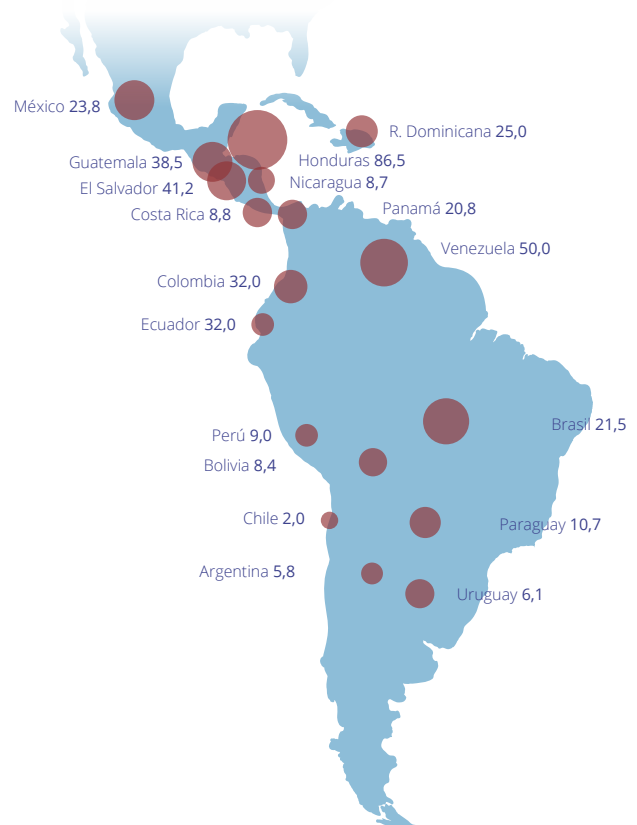 México 23,8
R. Dominicana 25,0
Guatemala 38,5
Honduras 86,5
El Salvador 41,2
Nicaragua 8,7
Costa Rica 8,8
Panamá 20,8
Venezuela 50,0
Colombia 32,0
Ecuador 32,0
Brasil 21,5
Perú 9,0
Bolivia 8,4
Chile 2,0
Paraguay 10,7
Argentina 5,8
Uruguay 6,1